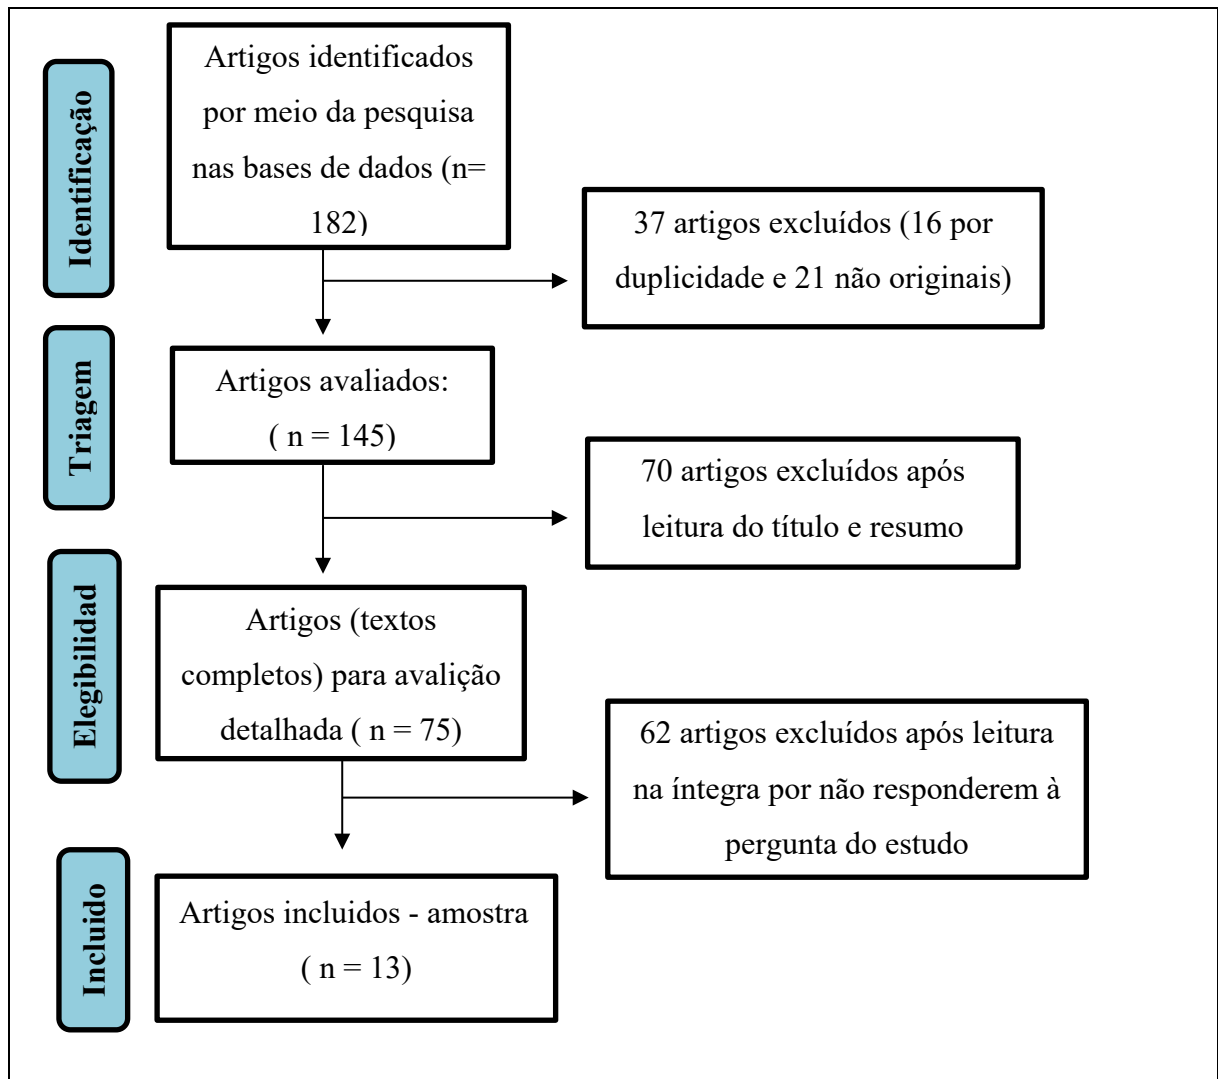 Identificação
Artigos identificados
por meio da pesquisa
nas bases de dados (n=
182)
37 artigos excluídos (16 por
duplicidade e 21 não originais)
Triagem
Artigos avaliados:
( n = 145)
70 artigos excluídos após
leitura do título e resumo
Elegibilidad
Artigos (textos
completos) para avalição
detalhada ( n = 75)
62 artigos excluídos após leitura
na íntegra por não responderem à
pergunta do estudo
Incluido
Artigos incluidos - amostra
( n = 13)